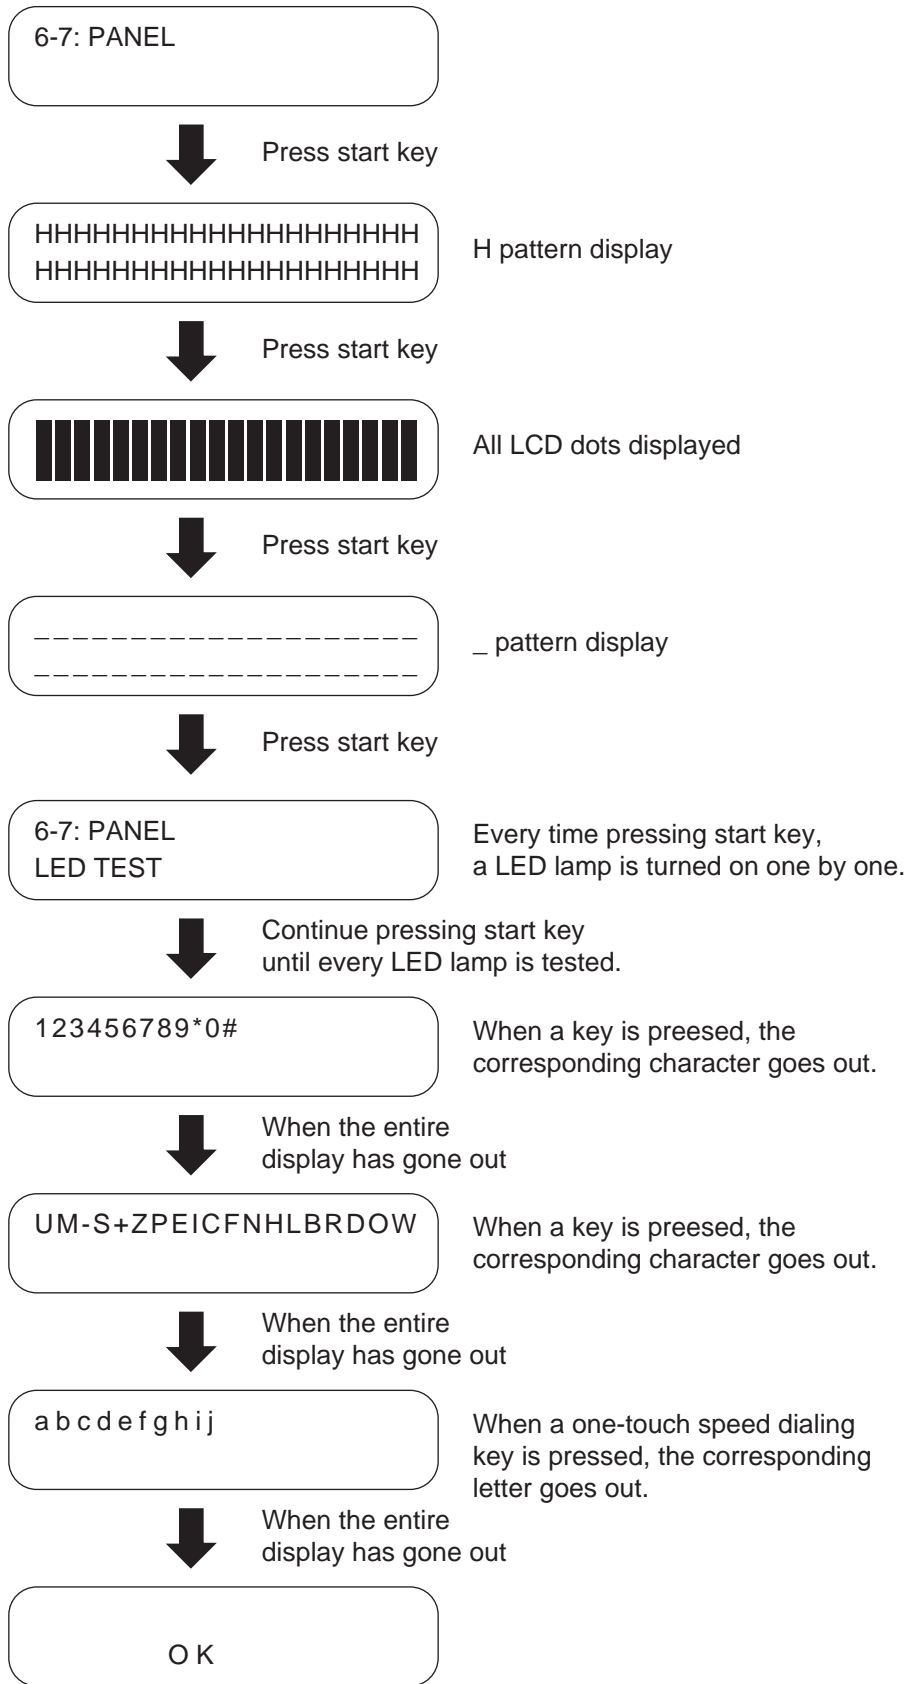 6-7: PANEL
Press start key
HHHHHHHHHHHHHHHHHHHH
HHHHHHHHHHHHHHHHHHHH
H pattern display
Press start key
All LCD dots displayed
Press start key
_ _ _ _ _ _ _ _ _ _ _ _ _ _ _ _ _ _ _ _
_ _ _ _ _ _ _ _ _ _ _ _ _ _ _ _ _ _ _ _
_ pattern display
Press start key
6-7: PANEL
LED TEST
Every time pressing start key,
a LED lamp is turned on one by one.
Continue pressing start key
until every LED lamp is tested.
123456789*0#
When a key is preesed, the
corresponding character goes out.
When the entire
display has gone out
UM-S+ZPEICFNHLBRDOW
When a key is preesed, the
corresponding character goes out.
When the entire
display has gone out
a b c d e f g h i j
When a one-touch speed dialing
key is pressed, the corresponding
letter goes out.
When the entire
display has gone out
O K